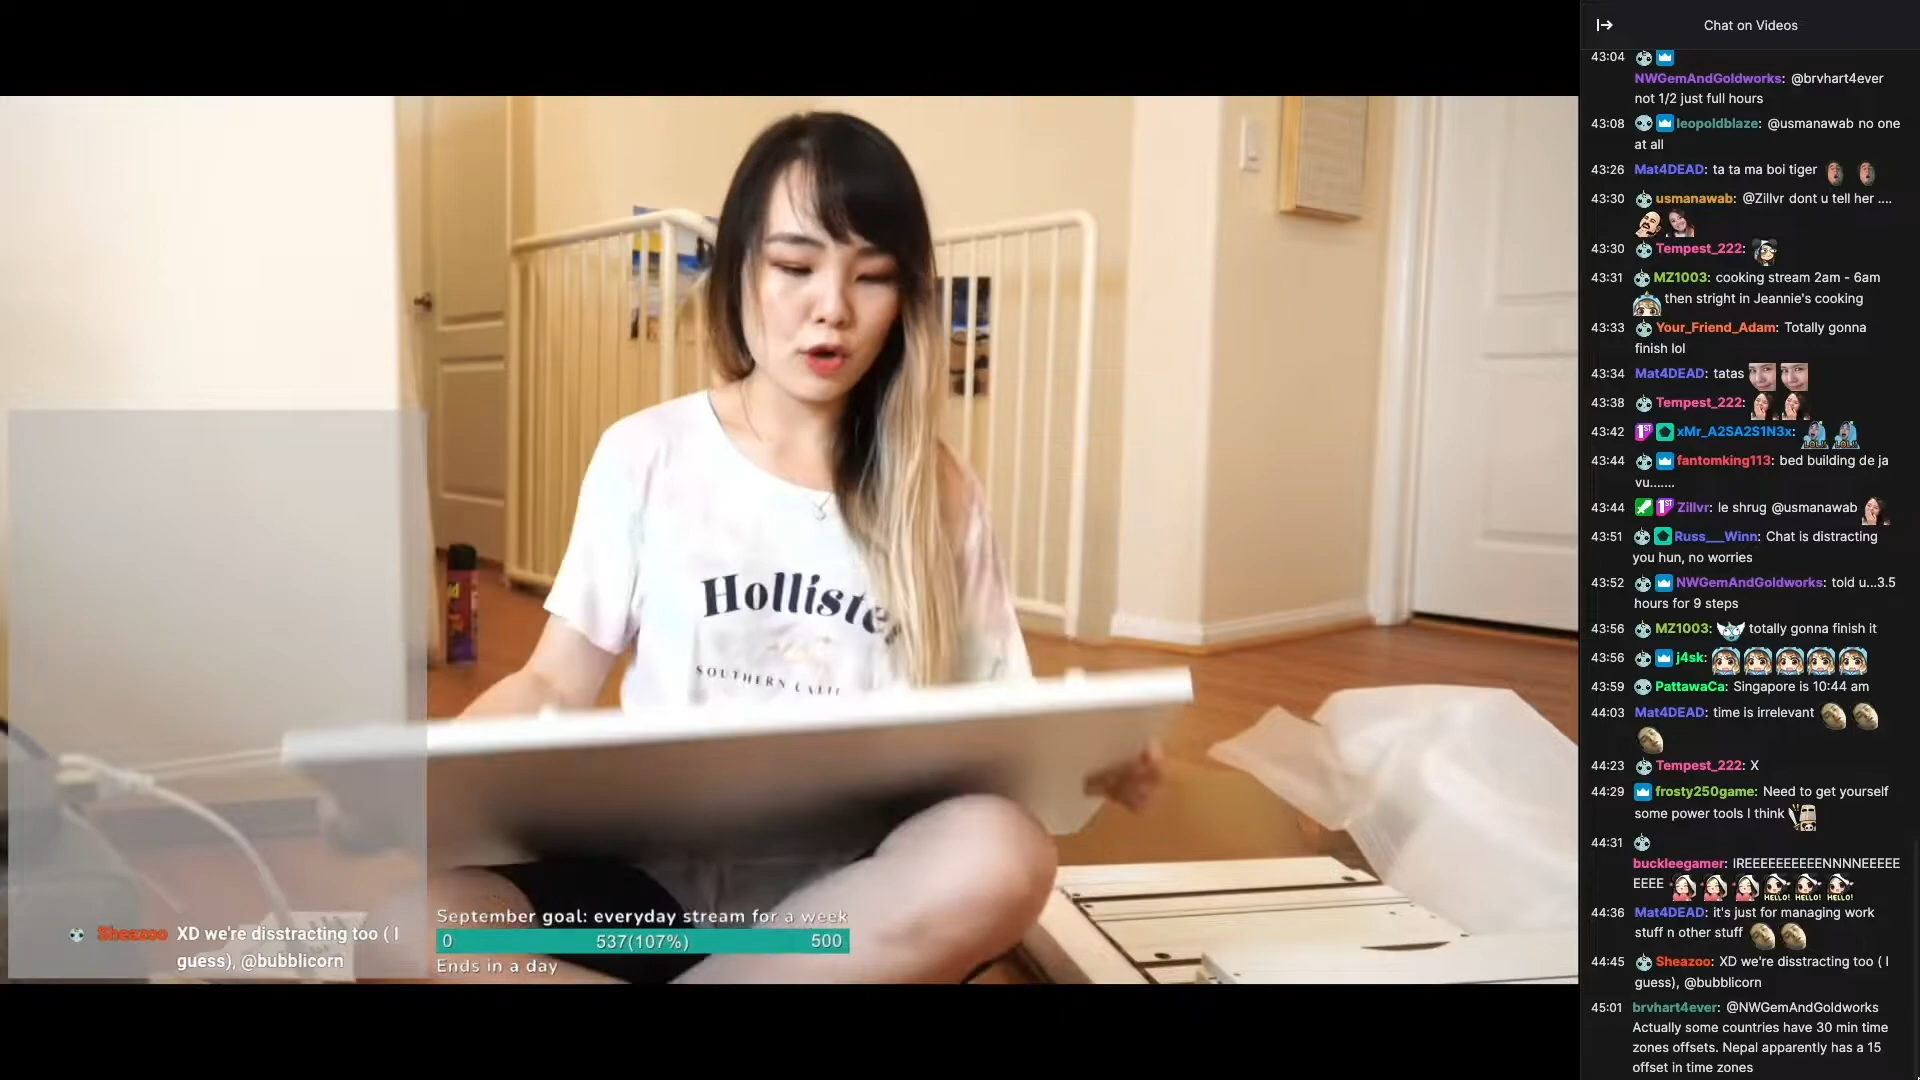 Holliste
SOUTHERN CALIF
Sheazoo XD we're disstracting too ( I
guess), @bubblicorn
September goal: everyday stream for a week
0 537(107%) 500
Ends in a day
Chat on Videos
43:04
NWGemAndGoldworks: @brvhart4ever
not 1/2 just full hours
43:08 leopoldblaze: @usmanawab no one
at all
43:26 Mat4DEAD: ta ta ma boi tiger
43:30 usmanawab: @Zillvr dont u tell her ....
43:30 Tempest_222:
43:31 MZ1003: cooking stream 2am - 6am
then stright in Jeannie's cooking
43:33 Your_Friend_Adam: Totally gonna
finish lol
43:34 Mat4DEAD: tatas
43:38 Tempest_222:
43:42 1ST xMr_A2SA2S1N3x: LOL!! LOL!!
43:44 fantomking113: bed building de ja
vu.......
43:44 1ST Zillvr: le shrug @usmanawab
43:51 Russ___Winn: Chat is distracting
you hun, no worries
43:52 NWGemAndGoldworks: told u...3.5
hours for 9 steps
43:56 MZ1003: totally gonna finish it
43:56 j4sk:
43:59 PattawaCa: Singapore is 10:44 am
44:03 Mat4DEAD: time is irrelevant
44:23 Tempest_222: X
44:29 frosty250game: Need to get yourself
some power tools I think
44:31
buckleegamer: IREEEEEEEEEENNNNEEEEE
EEEE HELLO! HELLO! HELLO!
44:36 Mat4DEAD: it's just for managing work
stuff n other stuff
44:45 Sheazoo: XD we're disstracting too ( I
guess), @bubblicorn
45:01 brvhart4ever: @NWGemAndGoldworks
Actually some countries have 30 min time
zones offsets. Nepal apparently has a 15
offset in time zones